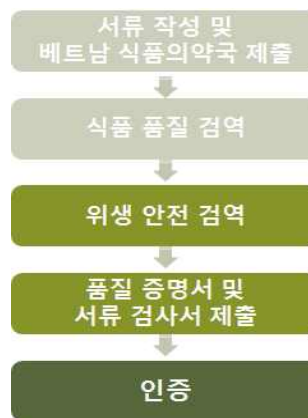 서류 작성 및
베트남 식품의약국 제출
식품 품질 검역
위생 안전 검역
품질 증명서 및
서류 검사서 제출
인증